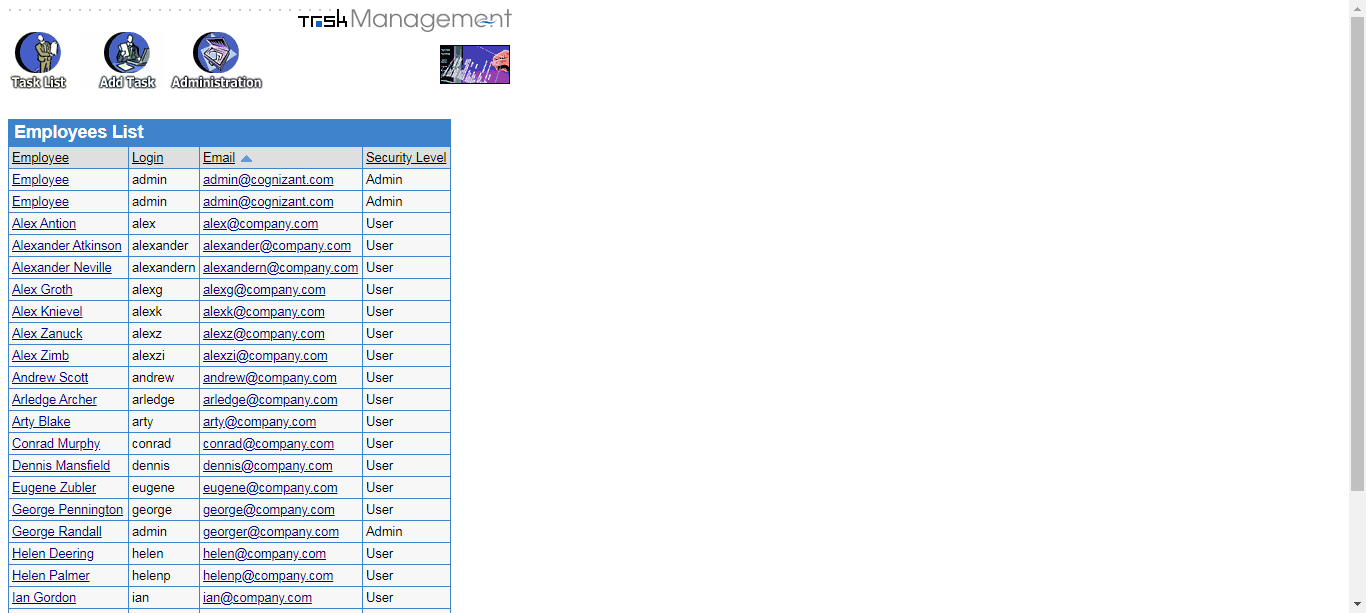 Task Management
Task List Add Task Administration
Employees List
Employee Login Email Security Level
Employee admin admin@cognizant.com Admin
Employee admin admin@cognizant.com Admin
Alex Antion alex alex@company.com User
Alexander Atkinson alexander alexander@company.com User
Alexander Neville alexandern alexandern@company.com User
Alex Groth alexg alexg@company.com User
Alex Knievel alexk alexk@company.com User
Alex Zanuck alexz alexz@company.com User
Alex Zimb alexzi alexzi@company.com User
Andrew Scott andrew andrew@company.com User
Arledge Archer arledge arledge@company.com User
Arty Blake arty arty@company.com User
Conrad Murphy conrad conrad@company.com User
Dennis Mansfield dennis dennis@company.com User
Eugene Zubler eugene eugene@company.com User
George Pennington george george@company.com User
George Randall admin georger@company.com Admin
Helen Deering helen helen@company.com User
Helen Palmer helenp helenp@company.com User
Ian Gordon ian ian@company.com User